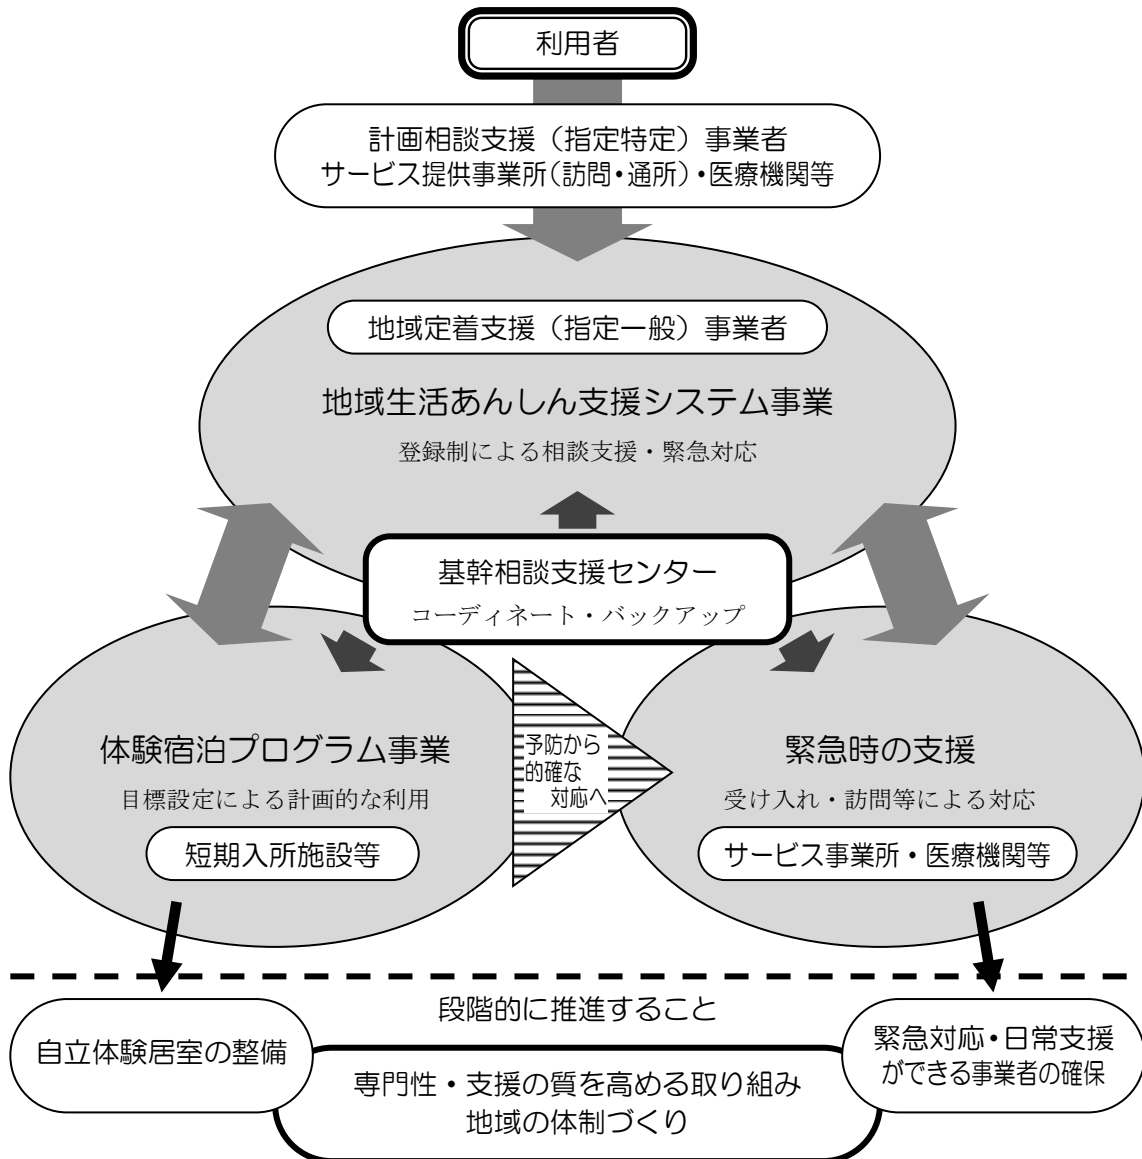 利用者
計画相談支援（指定特定）事業者
サービス提供事業所（訪問・通所）・医療機関等
地域定着支援（指定一般）事業者
地域生活あんしん支援システム事業
登録制による相談支援・緊急対応
基幹相談支援センター
コーディネート・バックアップ
体験宿泊プログラム事業
目標設定による計画的な利用
短期入所施設等
予防から
的確な
対応へ
緊急時の支援
受け入れ・訪問等による対応
サービス事業所・医療機関等
段階的に推進すること
自立体験居室の整備
専門性・支援の質を高める取り組み
地域の体制づくり
緊急対応・日常支援
ができる事業者の確保